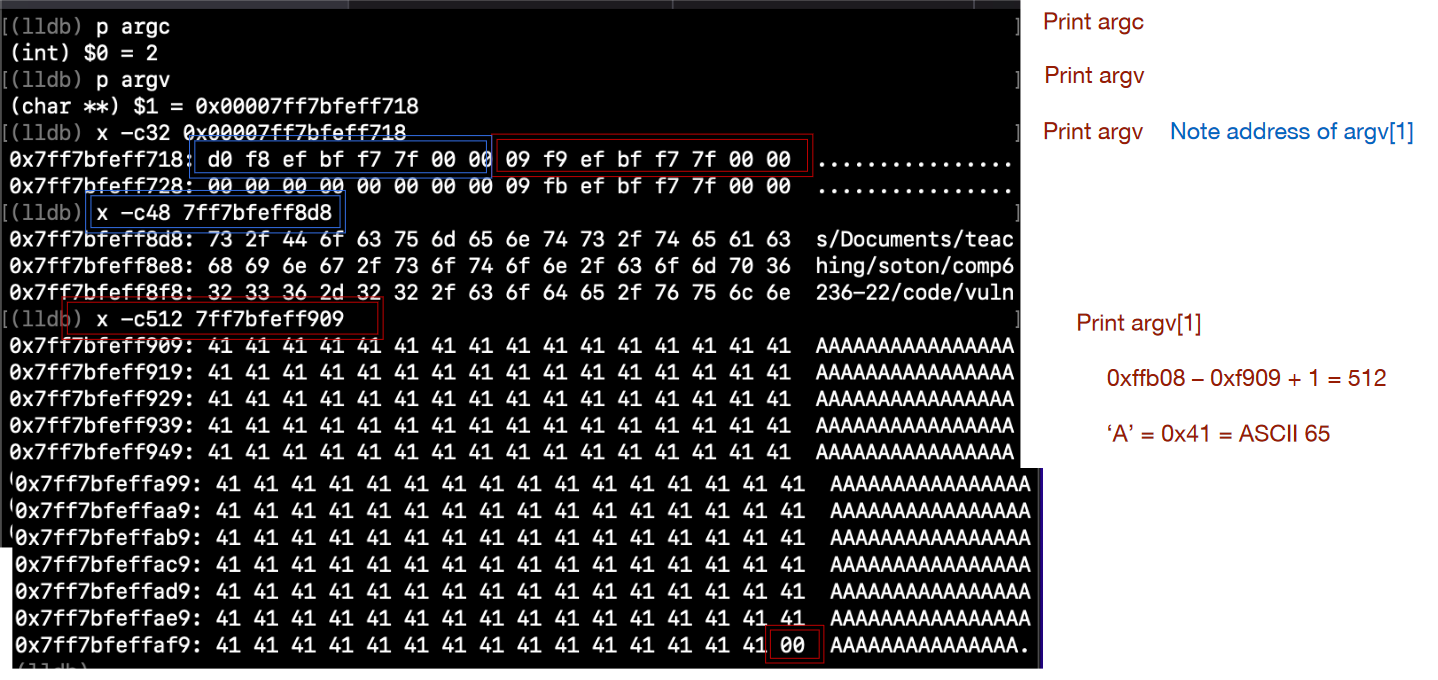 [(lldb) p argc ]
(int) $0 = 2
[(lldb) p argv ]
(char **) $1 = 0x00007ff7bfeff718
[(lldb) x -c32 0x00007ff7bfeff718 ]
0x7ff7bfeff718: d0 f8 ef bf f7 7f 00 00 09 f9 ef bf f7 7f 00 00 ................
0x7ff7bfeff728: 00 00 00 00 00 00 00 00 09 fb ef bf f7 7f 00 00 ................
[(lldb) x -c48 7ff7bfeff8d8 ]
0x7ff7bfeff8d8: 73 2f 44 6f 63 75 6d 65 6e 74 73 2f 74 65 61 63 s/Documents/teac
0x7ff7bfeff8e8: 68 69 6e 67 2f 73 6f 74 6f 6e 2f 63 6f 6d 70 36 hing/soton/comp6
0x7ff7bfeff8f8: 32 33 36 2d 32 32 2f 63 6f 64 65 2f 76 75 6c 6e 236-22/code/vuln
[(lldb) x -c512 7ff7bfeff909 ]
0x7ff7bfeff909: 41 41 41 41 41 41 41 41 41 41 41 41 41 41 41 41 AAAAAAAAAAAAAAAA
0x7ff7bfeff919: 41 41 41 41 41 41 41 41 41 41 41 41 41 41 41 41 AAAAAAAAAAAAAAAA
0x7ff7bfeff929: 41 41 41 41 41 41 41 41 41 41 41 41 41 41 41 41 AAAAAAAAAAAAAAAA
0x7ff7bfeff939: 41 41 41 41 41 41 41 41 41 41 41 41 41 41 41 41 AAAAAAAAAAAAAAAA
0x7ff7bfeff949: 41 41 41 41 41 41 41 41 41 41 41 41 41 41 41 41 AAAAAAAAAAAAAAAA
0x7ff7bfeffa99: 41 41 41 41 41 41 41 41 41 41 41 41 41 41 41 41 AAAAAAAAAAAAAAAA
0x7ff7bfeffaa9: 41 41 41 41 41 41 41 41 41 41 41 41 41 41 41 41 AAAAAAAAAAAAAAAA
0x7ff7bfeffab9: 41 41 41 41 41 41 41 41 41 41 41 41 41 41 41 41 AAAAAAAAAAAAAAAA
0x7ff7bfeffac9: 41 41 41 41 41 41 41 41 41 41 41 41 41 41 41 41 AAAAAAAAAAAAAAAA
0x7ff7bfeffad9: 41 41 41 41 41 41 41 41 41 41 41 41 41 41 41 41 AAAAAAAAAAAAAAAA
0x7ff7bfeffae9: 41 41 41 41 41 41 41 41 41 41 41 41 41 41 41 41 AAAAAAAAAAAAAAAA
0x7ff7bfeffaf9: 41 41 41 41 41 41 41 41 41 41 41 41 41 41 41 00 AAAAAAAAAAAAAAA.
Print argc
Print argv
Print argv Note address of argv[1]
Print argv[1]
0xffb08 – 0xf909 + 1 = 512
‘A’ = 0x41 = ASCII 65